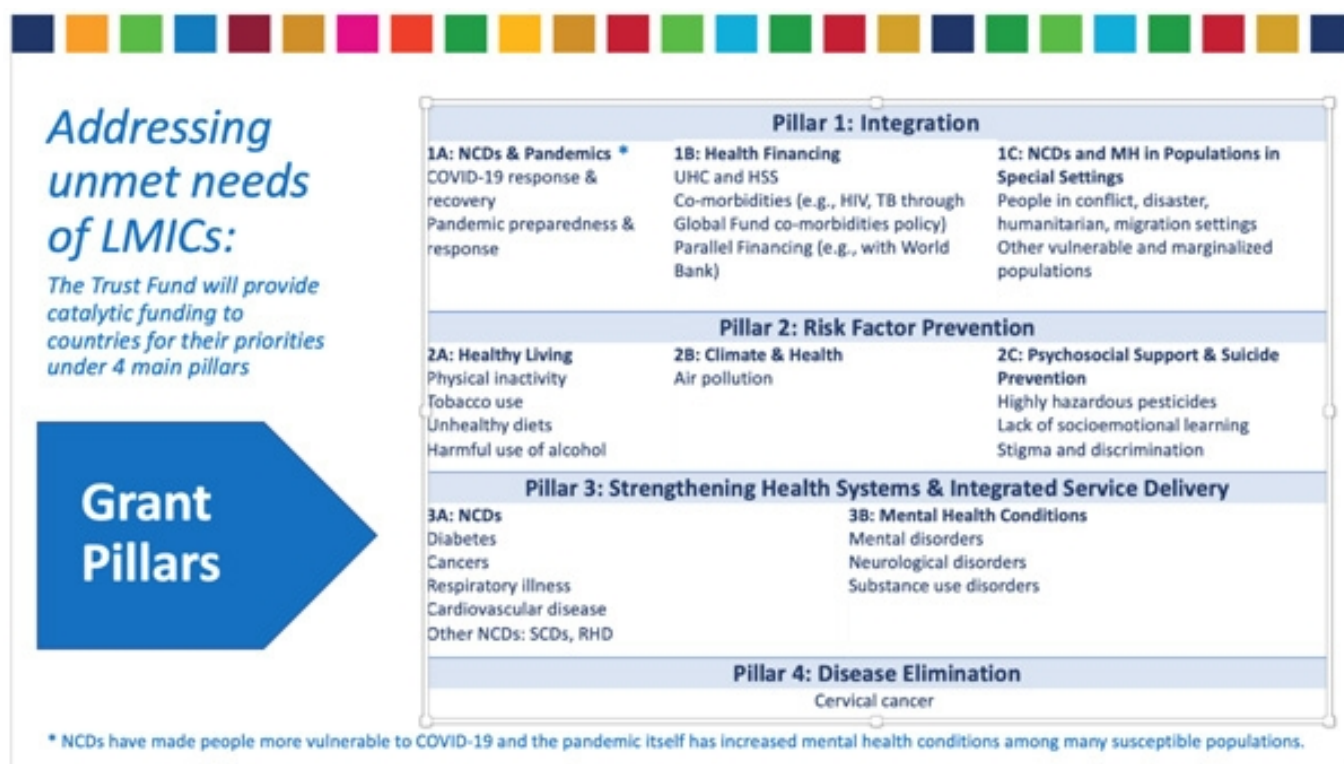 Addressing
unmet needs
of LMICs:
The Trust Fund will provide
catalytic funding to
countries for their priorities
under 4 main pillars
Grant
Pillars
Pillar 1: Integration
1A: NCDs & Pandemics *
COVID-19 response &
recovery
Pandemic preparedness &
response
1B: Health Financing
UHC and HSS
Co-morbidities (e.g., HIV, TB through
Global Fund co-morbidities policy)
Parallel Financing (e.g., with World
Bank)
1C: NCDs and MH in Populations in
Special Settings
People in conflict, disaster,
humanitarian, migration settings
Other vulnerable and marginalized
populations
Pillar 2: Risk Factor Prevention
2A: Healthy Living
Physical inactivity
Tobacco use
Unhealthy diets
Harmful use of alcohol
2B: Climate & Health
Air pollution
2C: Psychosocial Support & Suicide
Prevention
Highly hazardous pesticides
Lack of socioemotional learning
Stigma and discrimination
Pillar 3: Strengthening Health Systems & Integrated Service Delivery
3A: NCDs
Diabetes
Cancers
Respiratory illness
Cardiovascular disease
Other NCDs: SCDs, RHD
3B: Mental Health Conditions
Mental disorders
Neurological disorders
Substance use disorders
Pillar 4: Disease Elimination
Cervical cancer
* NCDs have made people more vulnerable to COVID-19 and the pandemic itself has increased mental health conditions among many susceptible populations.